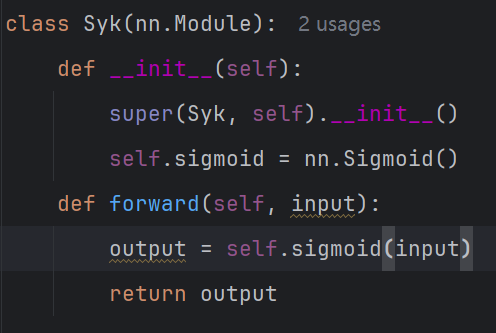 class Syk(nn.Module): 2 usages
    def __init__(self):
        super(Syk, self).__init__()
        self.sigmoid = nn.Sigmoid()
    def forward(self, input):
        output = self.sigmoid(input)
        return output